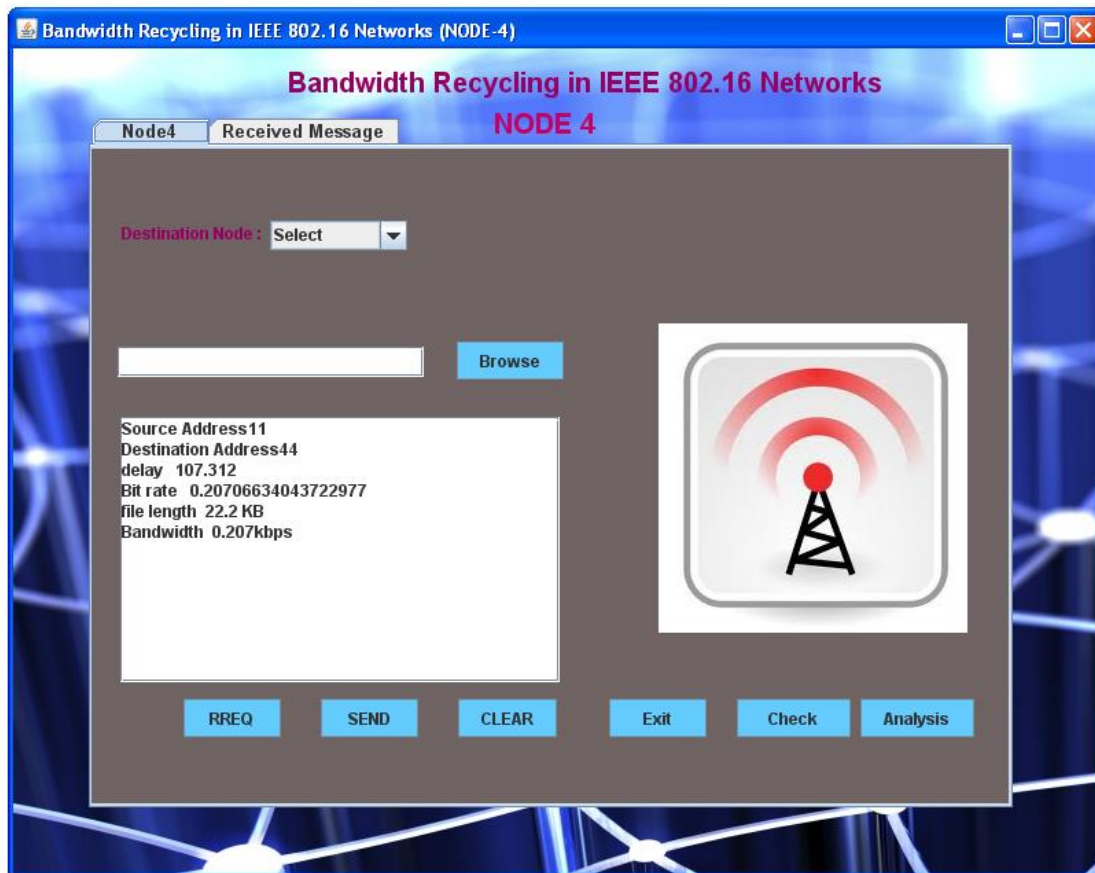 Bandwidth Recycling in IEEE 802.16 Networks (NODE-4)
Bandwidth Recycling in IEEE 802.16 Networks
NODE 4
Node4
Received Message
Destination Node :
Select
Browse
Source Address11
Destination Address44
delay 107.312
Bit rate 0.20706634043722977
file length 22.2 KB
Bandwidth 0.207kbps
RREQ
SEND
CLEAR
Exit
Check
Analysis